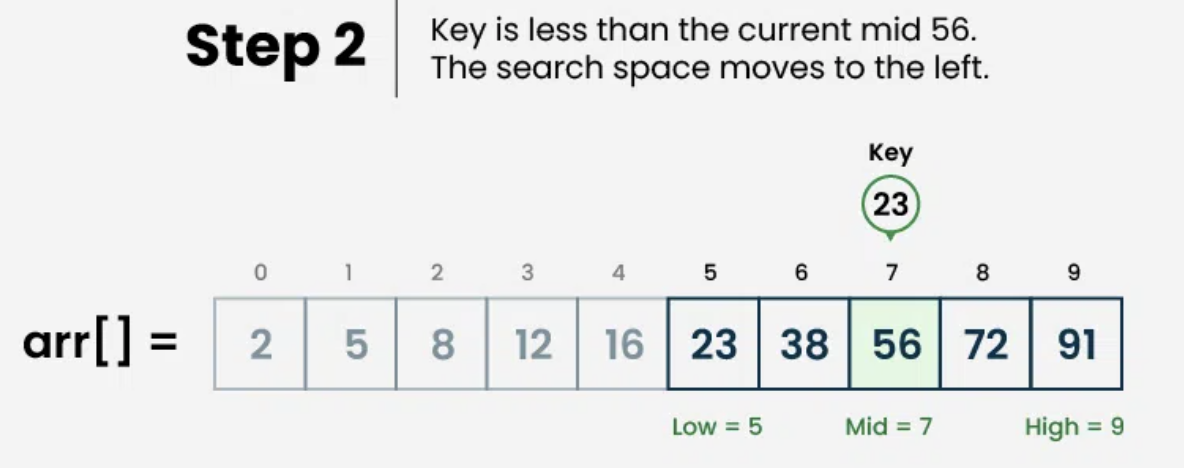 Step 2
Key is less than the current mid 56.
The search space moves to the left.
Key
23
0 1 2 3 4 5 6 7 8 9
arr[] = 2 5 8 12 16 23 38 56 72 91
Low = 5 Mid = 7 High = 9